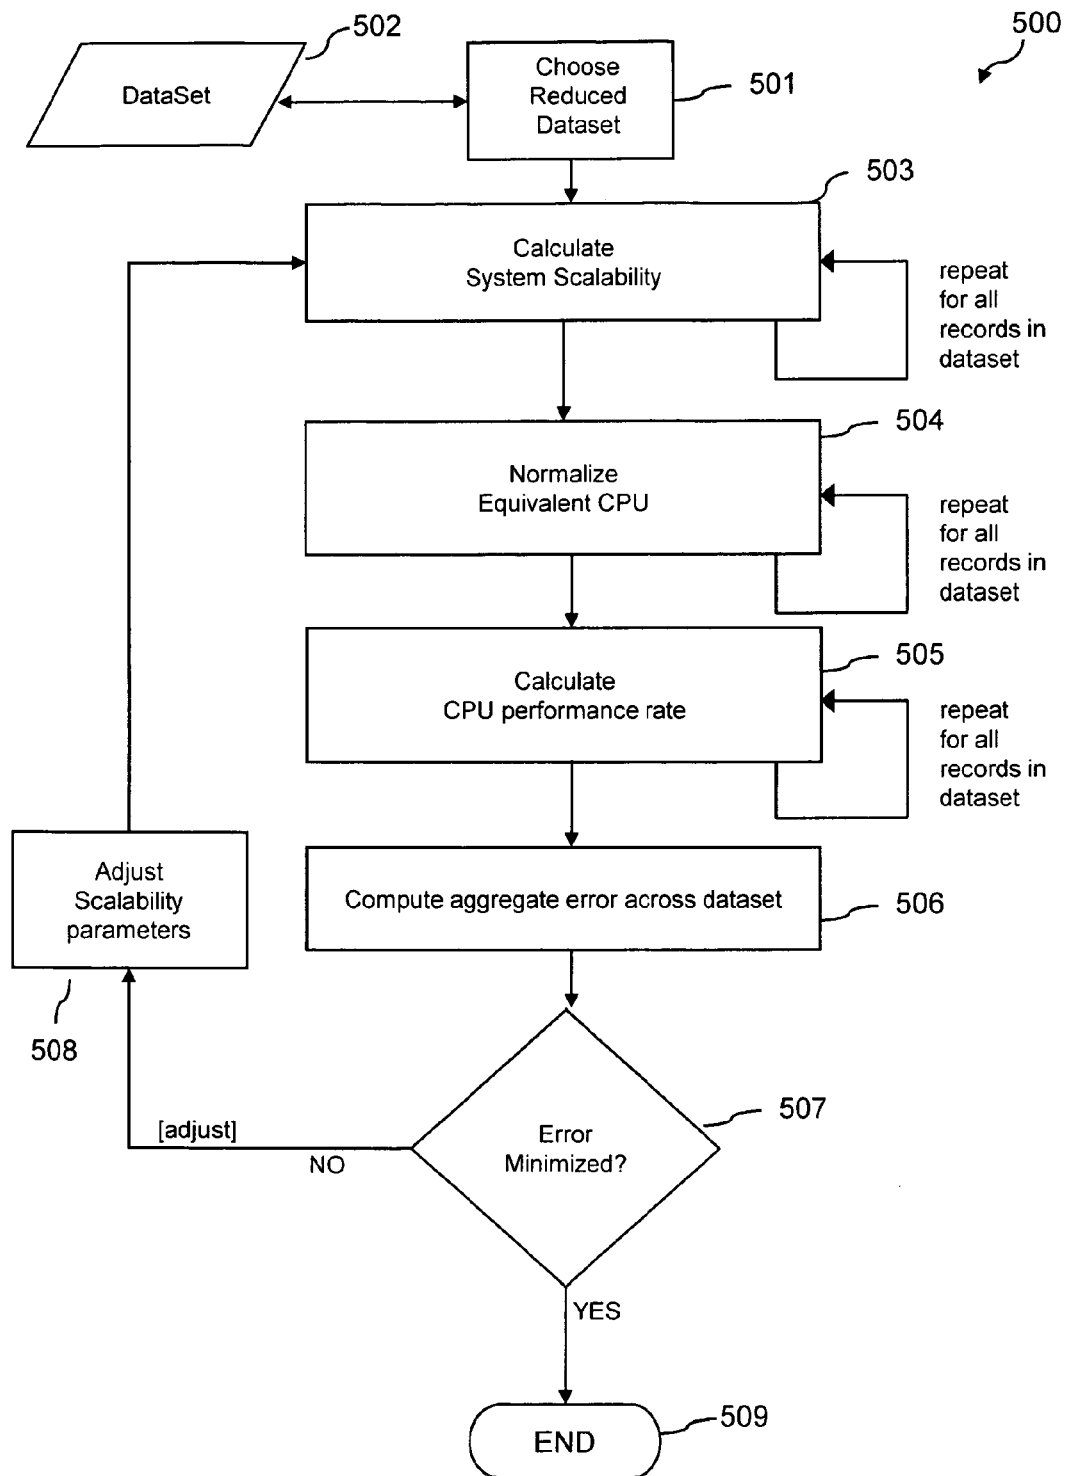 500
502
DataSet
Choose
Reduced
Dataset
501
503
Calculate
System Scalability
repeat
for all
records in
dataset
504
Normalize
Equivalent CPU
repeat
for all
records in
dataset
505
Calculate
CPU performance rate
repeat
for all
records in
dataset
Adjust
Scalability
parameters
508
Compute aggregate error across dataset
506
507
Error
Minimized?
[adjust]
NO
YES
END
509